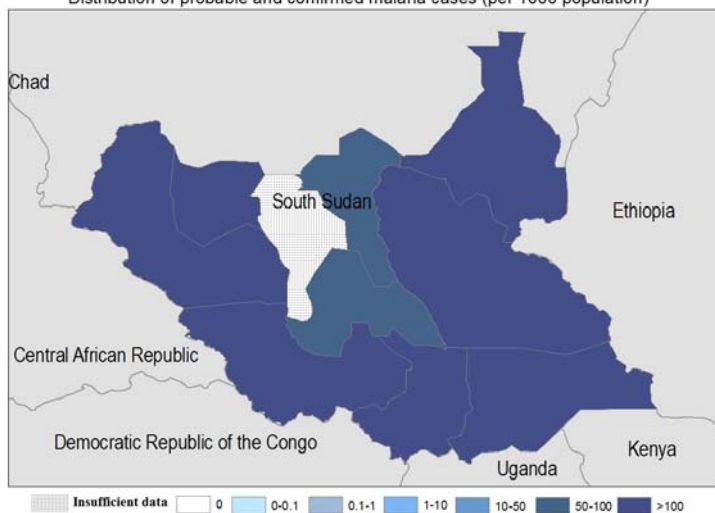 Distribution of probable and confirmed malaria cases (per 1000 population)
Chad
South Sudan
Ethiopia
Central African Republic
Democratic Republic of the Congo
Uganda
Kenya
Insufficient data 0 0-0.1 0.1-1 1-10 10-50 50-100 >100